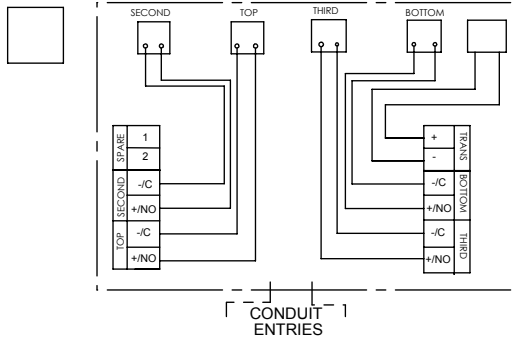 SECOND
TOP
THIRD
BOTTOM
SPARE
1
2
SECOND
-/C
+/NO
TOP
-/C
+/NO
+
-
TRANS
-/C
+/NO
BOTTOM
-/C
+/NO
THIRD
CONDUIT
ENTRIES